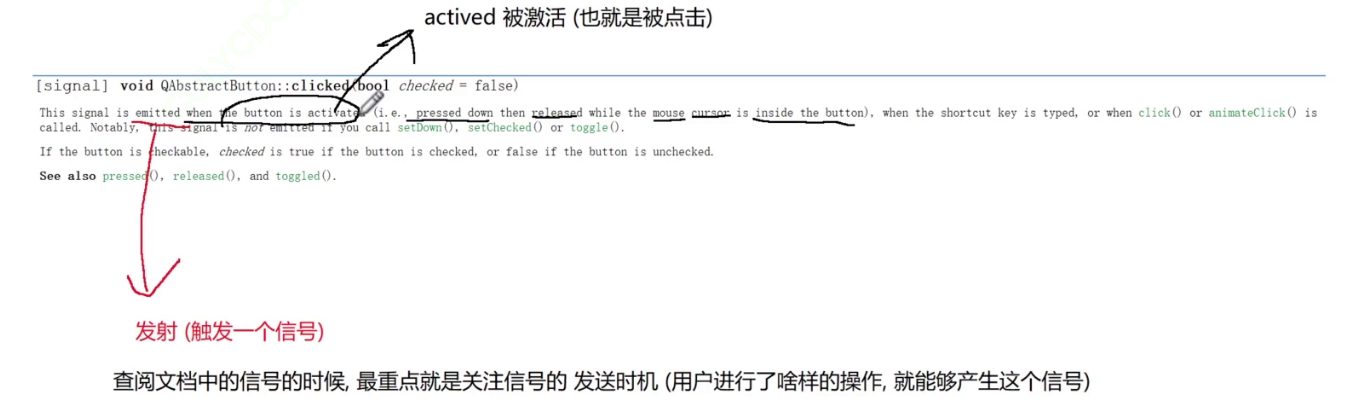 actived 被激活 (也就是被点击)
[signal] void QAbstractButton::clicked(bool checked = false)
This signal is emitted when the button is activated (i.e., pressed down then released while the mouse cursor is inside the button), when the shortcut key is typed, or when click() or animateClick() is
called. Notably, this signal is not emitted if you call setDown(), setChecked() or toggle().
If the button is checkable, checked is true if the button is checked, or false if the button is unchecked.
See also pressed(), released(), and toggled().
发射 (触发一个信号)
查阅文档中的信号的时候, 最重点就是关注信号的 发送时机 (用户进行了啥样的操作, 就能够产生这个信号)